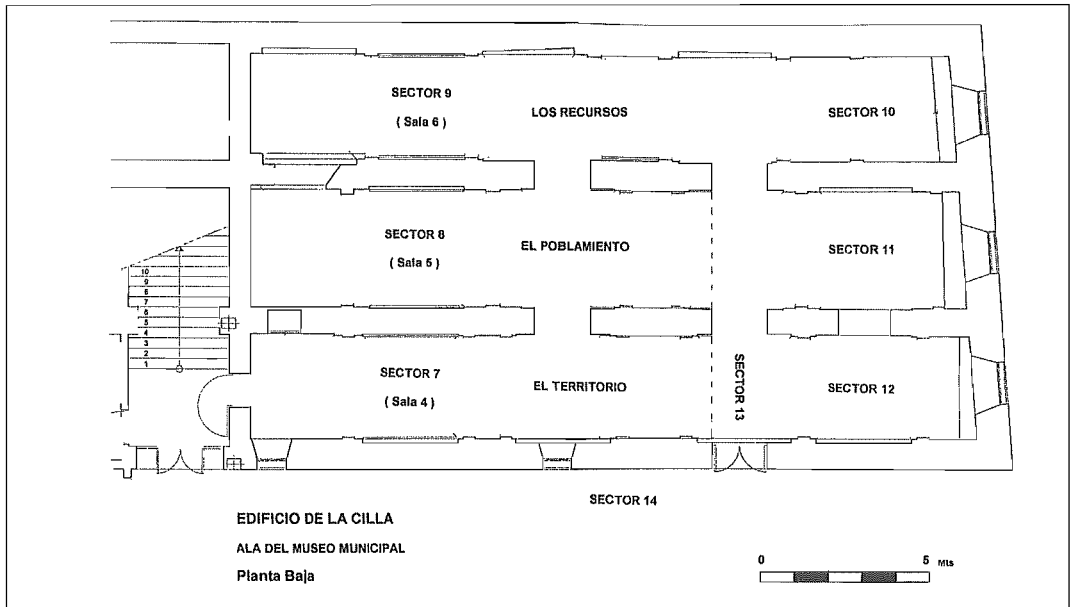 SECTOR 9
( Sala 6 )
LOS RECURSOS
SECTOR 10
SECTOR 8
( Sala 5 )
EL POBLAMIENTO
SECTOR 11
10
9
8
7
6
5
4
3
2
1
SECTOR 7
( Sala 4 )
EL TERRITORIO
SECTOR 13
SECTOR 12
SECTOR 14
EDIFICIO DE LA CILLA
ALA DEL MUSEO MUNICIPAL
Planta Baja
0 5 Mts